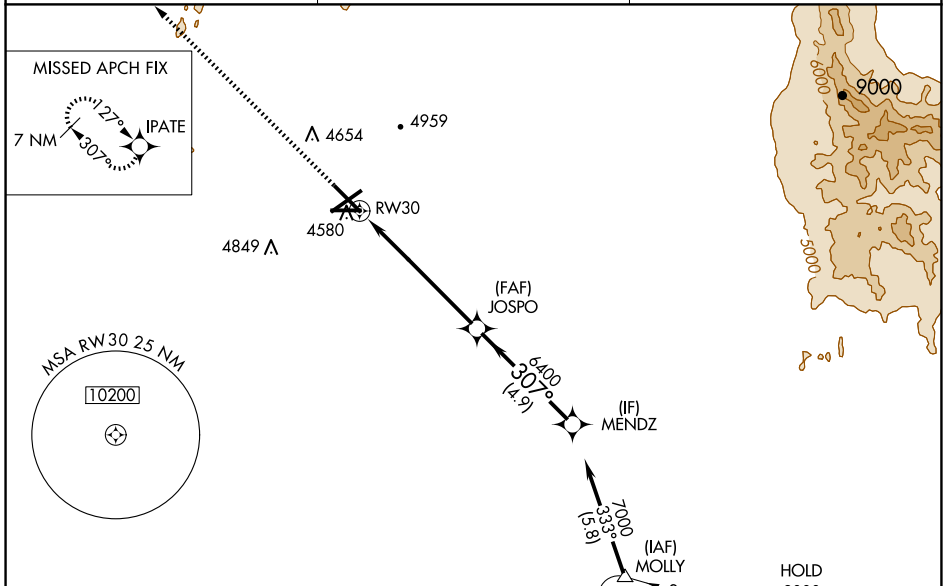 MISSED APCH FIX
127°
IPATE
7 NM
307°
4654
4959
6000
9000
RW30
4580
4849
5000
(FAF)
JOSPO
MSA RW30 25 NM
10200
6400
307°
(4.9)
(IF)
MENDZ
7000
333°
(5.8)
(IAF)
MOLLY
HOLD